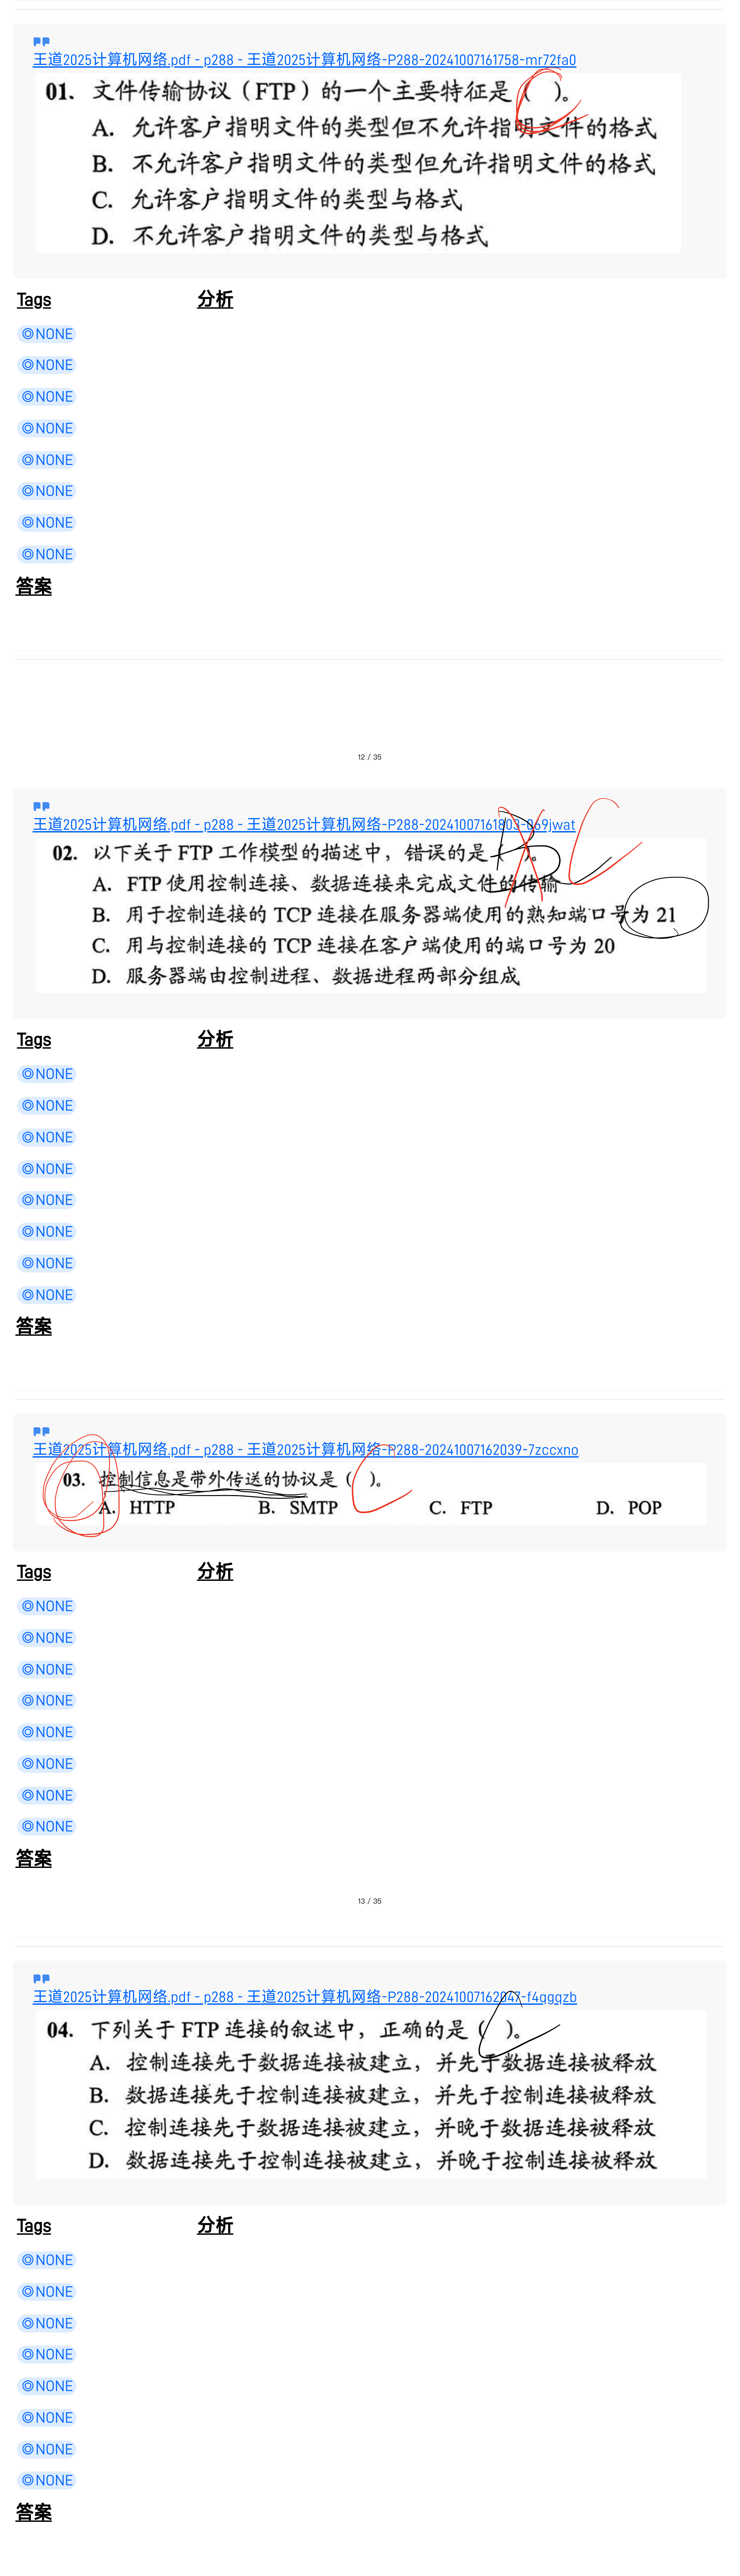 王道2025计算机网络.pdf - p288 - 王道2025计算机网络-P288-20241007161758-mr72fa0
01. 文件传输协议（FTP）的一个主要特征是（ ）。
C
A. 允许客户指明文件的类型但不允许指明文件的格式
B. 不允许客户指明文件的类型但允许指明文件的格式
C. 允许客户指明文件的类型与格式
D. 不允许客户指明文件的类型与格式
Tags 分析
NONE
NONE
NONE
NONE
NONE
NONE
NONE
NONE
答案
12 / 35
王道2025计算机网络.pdf - p288 - 王道2025计算机网络-P288-20241007161803-069jwat
02. 以下关于 FTP 工作模型的描述中，错误的是（ ）。
C
A. FTP 使用控制连接、数据连接来完成文件的传输
B. 用于控制连接的 TCP 连接在服务器端使用的熟知端口号为 21
C. 用与控制连接的 TCP 连接在客户端使用的端口号为 20
D. 服务器端由控制进程、数据进程两部分组成
Tags 分析
NONE
NONE
NONE
NONE
NONE
NONE
NONE
NONE
答案
王道2025计算机网络.pdf - p288 - 王道2025计算机网络-P288-20241007162039-7zccxno
03. 控制信息是带外传送的协议是（ ）。
C
A. HTTP B. SMTP C. FTP D. POP
Tags 分析
NONE
NONE
NONE
NONE
NONE
NONE
NONE
NONE
答案
13 / 35
王道2025计算机网络.pdf - p288 - 王道2025计算机网络-P288-20241007162047-f4qgqzb
04. 下列关于 FTP 连接的叙述中，正确的是（ ）。
C
A. 控制连接先于数据连接被建立，并先于数据连接被释放
B. 数据连接先于控制连接被建立，并先于控制连接被释放
C. 控制连接先于数据连接被建立，并晚于数据连接被释放
D. 数据连接先于控制连接被建立，并晚于控制连接被释放
Tags 分析
NONE
NONE
NONE
NONE
NONE
NONE
NONE
NONE
答案